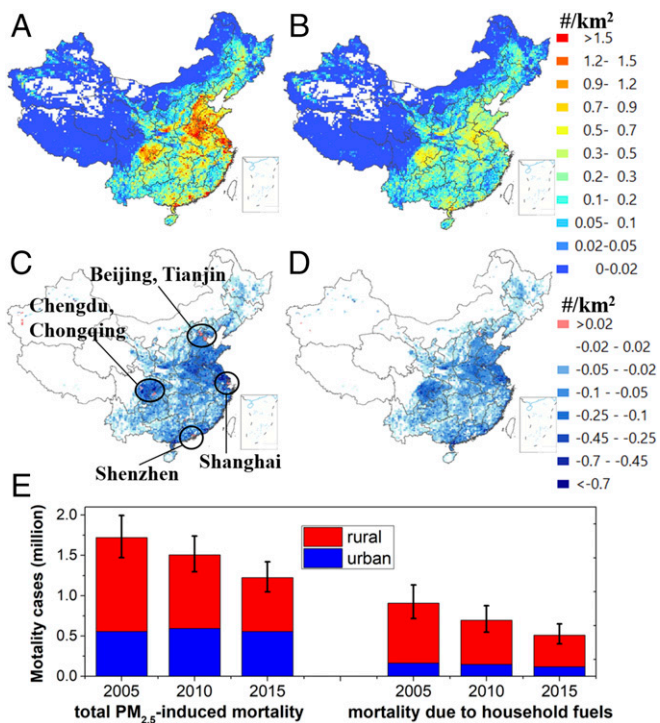 A
B
#/km²
>1.5
1.2- 1.5
0.9- 1.2
0.7- 0.9
0.5- 0.7
0.3- 0.5
0.2- 0.3
0.1- 0.2
0.05- 0.1
0.02-0.05
0-0.02
C
Beijing, Tianjin
Chengdu,
Chongqing
Shenzhen
Shanghai
D
#/km²
>0.02
-0.02 - 0.02
-0.05 - -0.02
-0.1 - -0.05
-0.25 - -0.1
-0.45 - -0.25
-0.7 - -0.45
<-0.7
E
Motality cases (million)
2.0
1.5
1.0
0.5
0.0
rural
urban
2005 2010 2015 2005 2010 2015
total PM₂.₅-induced mortality mortality due to household fuels